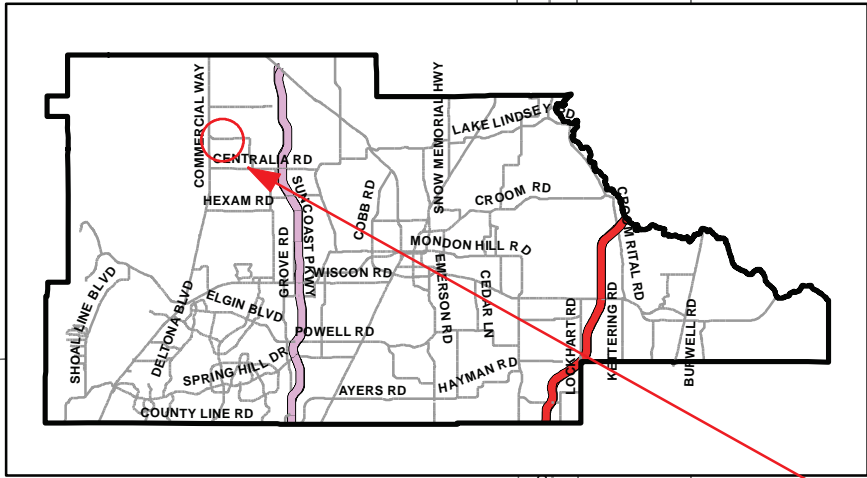 COMMERCIAL WAY
SNOW MEMORIAL HWY
LAKE LINDSEY RD
CENTRALIA RD
HEXAM RD
SUNCOAST PKWY
COBB RD
CROOM RD
CROOM RITAL RD
GROVE RD
MONDON HILL RD
WISCON RD
EMERSON RD
CEDAR LN
SHOAL LINE BLVD
DELTONA BLVD
ELGIN BLVD
POWELL RD
LOCKHART RD
KETTERING RD
BURWELL RD
SPRING HILL DR
AYERS RD
HAYMAN RD
COUNTY LINE RD